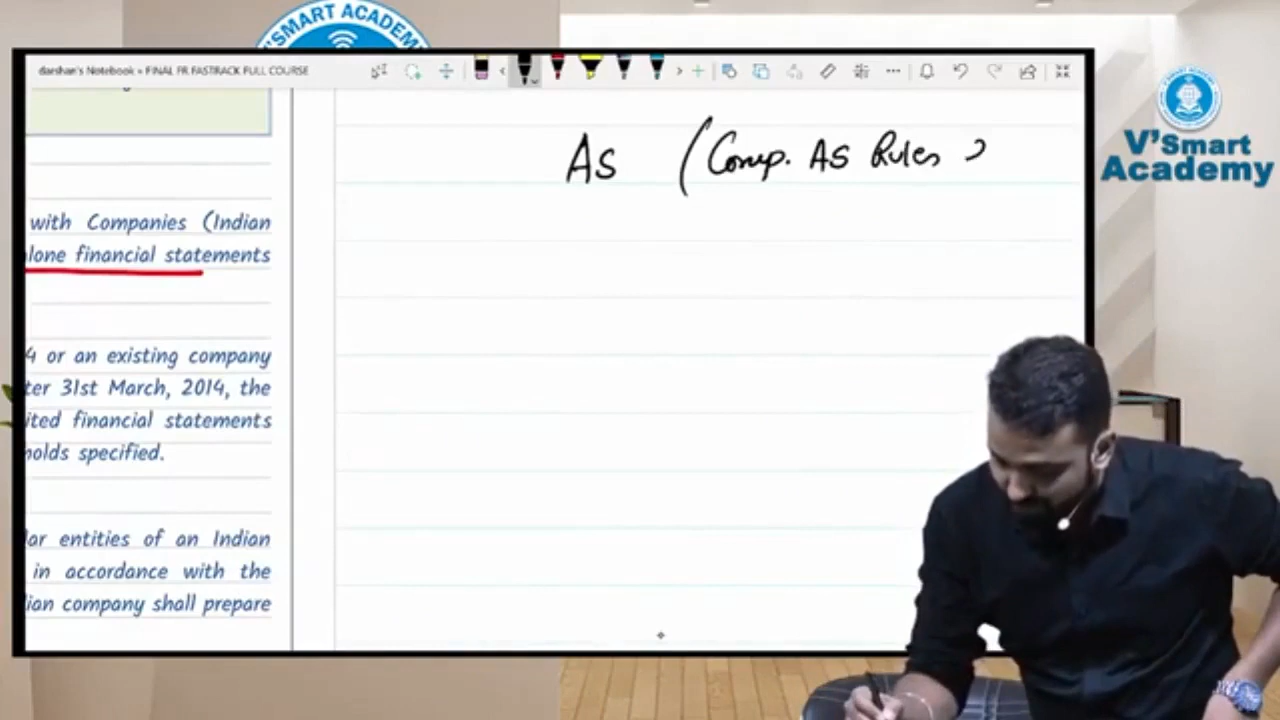 V'SMART ACADEMY
darshan's Notebook » FINAL FR FASTRACK FULL COURSE
As (Comp. AS Rules
V'Smart
Academy
with Companies (Indian
lone financial statements
4 or an existing company
ter 31st March, 2014, the
ited financial statements
holds specified.
lar entities of an Indian
in accordance with the
ian company shall prepare